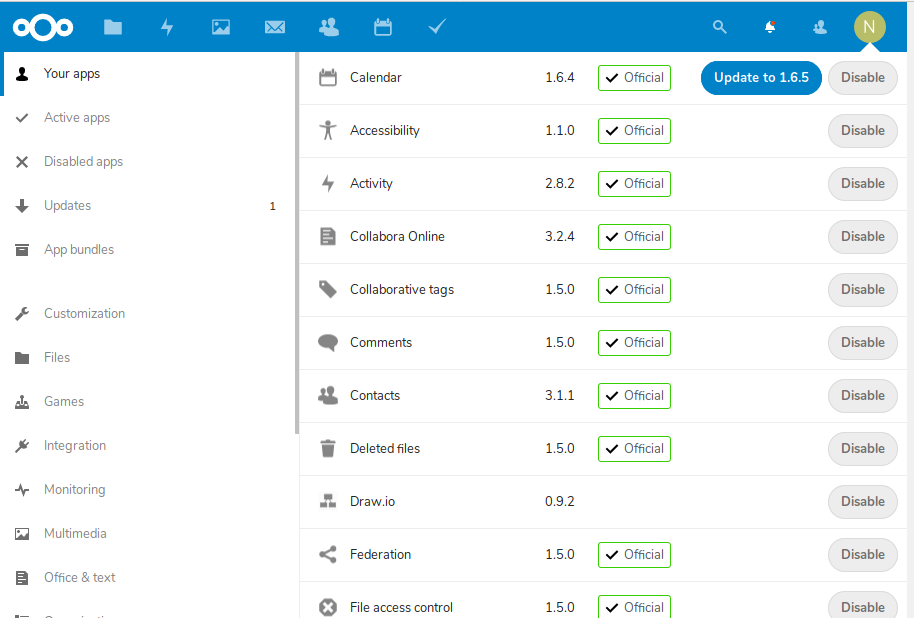 N
Your apps
Active apps
Disabled apps
Updates 1
App bundles
Customization
Files
Games
Integration
Monitoring
Multimedia
Office & text
Calendar 1.6.4 Official Update to 1.6.5 Disable
Accessibility 1.1.0 Official Disable
Activity 2.8.2 Official Disable
Collabora Online 3.2.4 Official Disable
Collaborative tags 1.5.0 Official Disable
Comments 1.5.0 Official Disable
Contacts 3.1.1 Official Disable
Deleted files 1.5.0 Official Disable
Draw.io 0.9.2 Disable
Federation 1.5.0 Official Disable
File access control 1.5.0 Official Disable